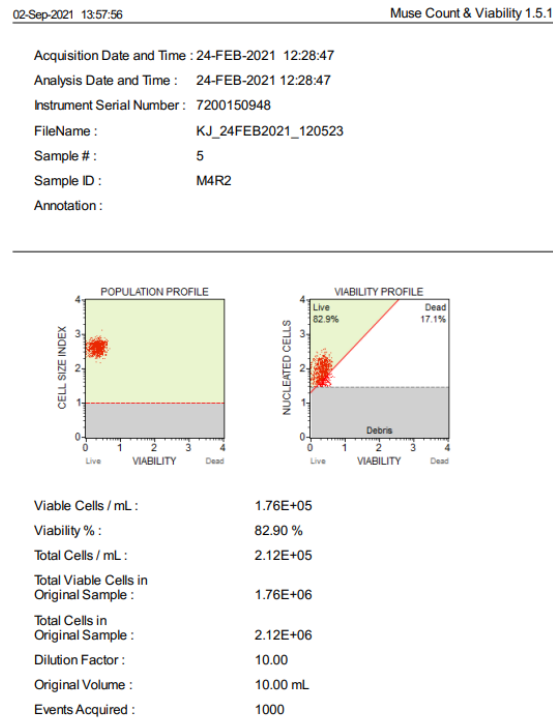 02-Sep-2021 13:57:56 Muse Count & Viability 1.5.1
Acquisition Date and Time : 24-FEB-2021 12:28:47
Analysis Date and Time : 24-FEB-2021 12:28:47
Instrument Serial Number : 7200150948
FileName : KJ_24FEB2021_120523
Sample # : 5
Sample ID : M4R2
Annotation :
POPULATION PROFILE
CELL SIZE INDEX
4
3
2
1
0
0 1 2 3 4
Live VIABILITY Dead
VIABILITY PROFILE
NUCLEATED CELLS
4
3
2
1
0
Live Dead
82.9% 17.1%
Debris
0 1 2 3 4
Live VIABILITY Dead
Viable Cells / mL : 1.76E+05
Viability % : 82.90 %
Total Cells / mL : 2.12E+05
Total Viable Cells in
Original Sample : 1.76E+06
Total Cells in
Original Sample : 2.12E+06
Dilution Factor : 10.00
Original Volume : 10.00 mL
Events Acquired : 1000